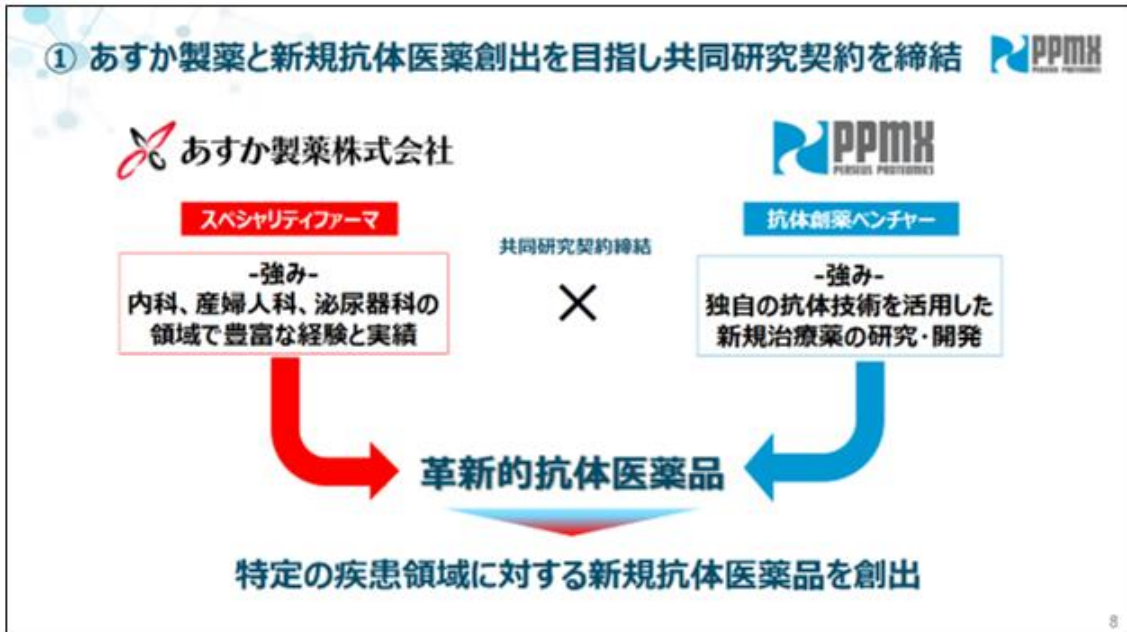 ① あすか製薬と新規抗体医薬創出を目指し共同研究契約を締結
PPMX
PERSEUS PROTEOMICS
あすか製薬株式会社
PPMX
PERSEUS PROTEOMICS
スペシャリティファーマ
抗体創薬ベンチャー
共同研究契約締結
-強み-
内科、産婦人科、泌尿器科の
領域で豊富な経験と実績
×
-強み-
独自の抗体技術を活用した
新規治療薬の研究・開発
革新的抗体医薬品
特定の疾患領域に対する新規抗体医薬品を創出
8